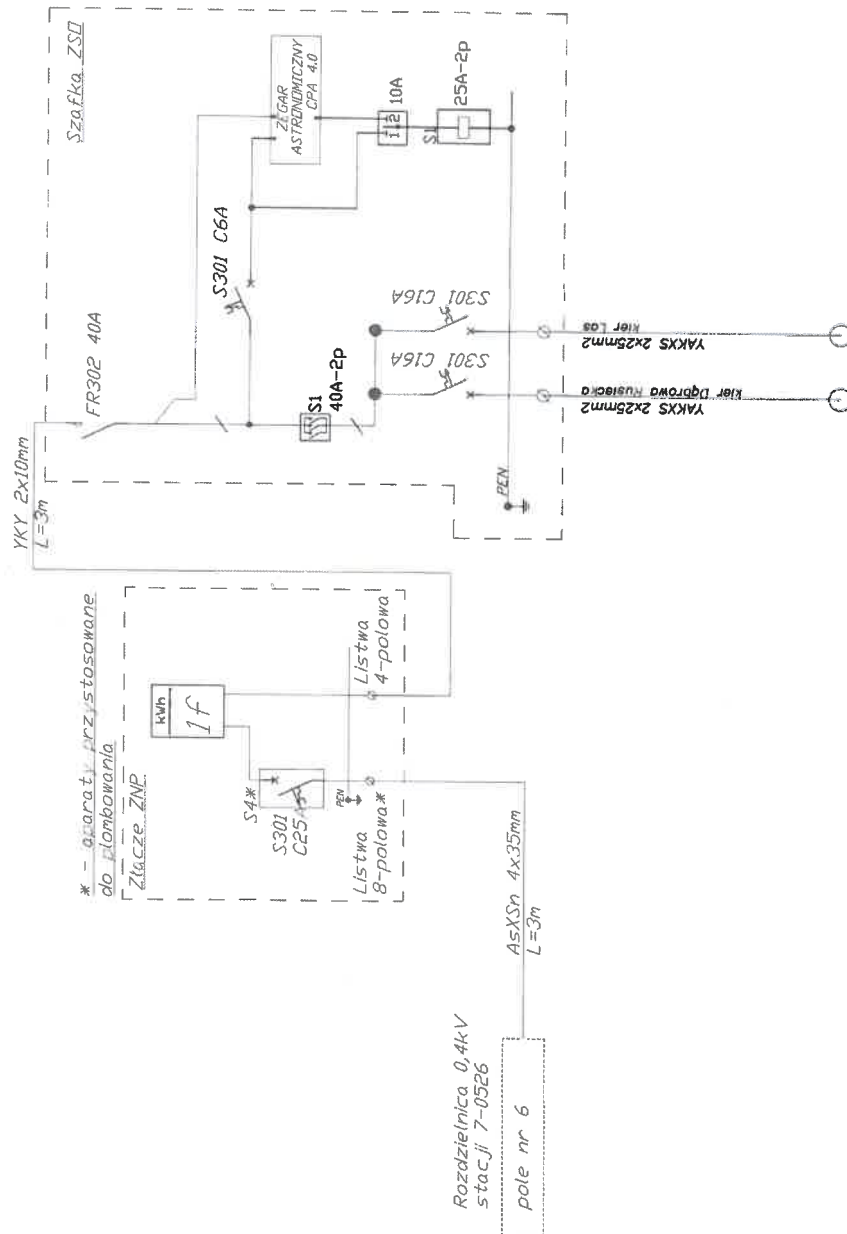 Szafka ZSO
ZEGAR
ASTRONOMICZNY
CPA 4.0
1 2
10A
S1
25A-2p
S301 C6A
FR302 40A
S1
40A-2p
S301 C16A
S301 C16A
YAKXS 2x25mm2
kier Las
YAKXS 2x25mm2
kier Dąbrowa Rusiecka
PEN
YKY 2x10mm
L=3m
* - aparaty przystosowane
do plombowania
Złącze ZNP
kWh
1f
S4*
S301
C25A
PEN
Listwa
4-polowa
Listwa
8-polowa*
AsXSn 4x35mm
L=3m
Rozdzielnica 0,4kV
stacji 7-0526
pole nr 6